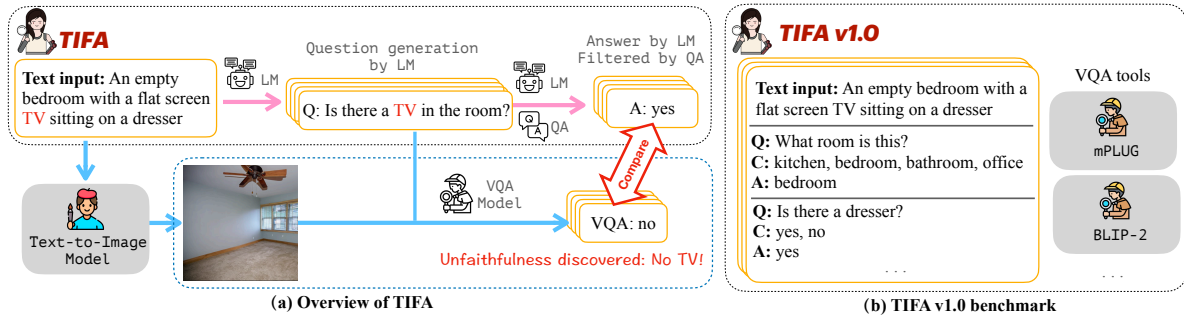 TIFA
Text input: An empty
bedroom with a flat screen
TV sitting on a dresser
LM
Question generation
by LM
Q: Is there a TV in the room?
LM
Q
A
QA
Answer by LM
Filtered by QA
A: yes
Compare
Text-to-Image
Model
VQA
Model
VQA: no
Unfaithfulness discovered: No TV!
(a) Overview of TIFA
TIFA v1.0
Text input: An empty bedroom with a
flat screen TV sitting on a dresser
Q: What room is this?
C: kitchen, bedroom, bathroom, office
A: bedroom
Q: Is there a dresser?
C: yes, no
A: yes
...
VQA tools
mPLUG
BLIP-2
...
(b) TIFA v1.0 benchmark